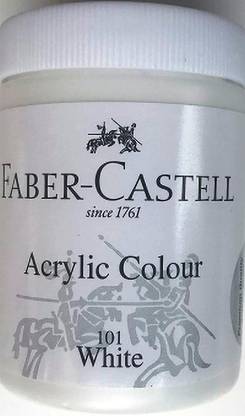 FABER-CASTELL
since 1761
Acrylic Colour
101
White